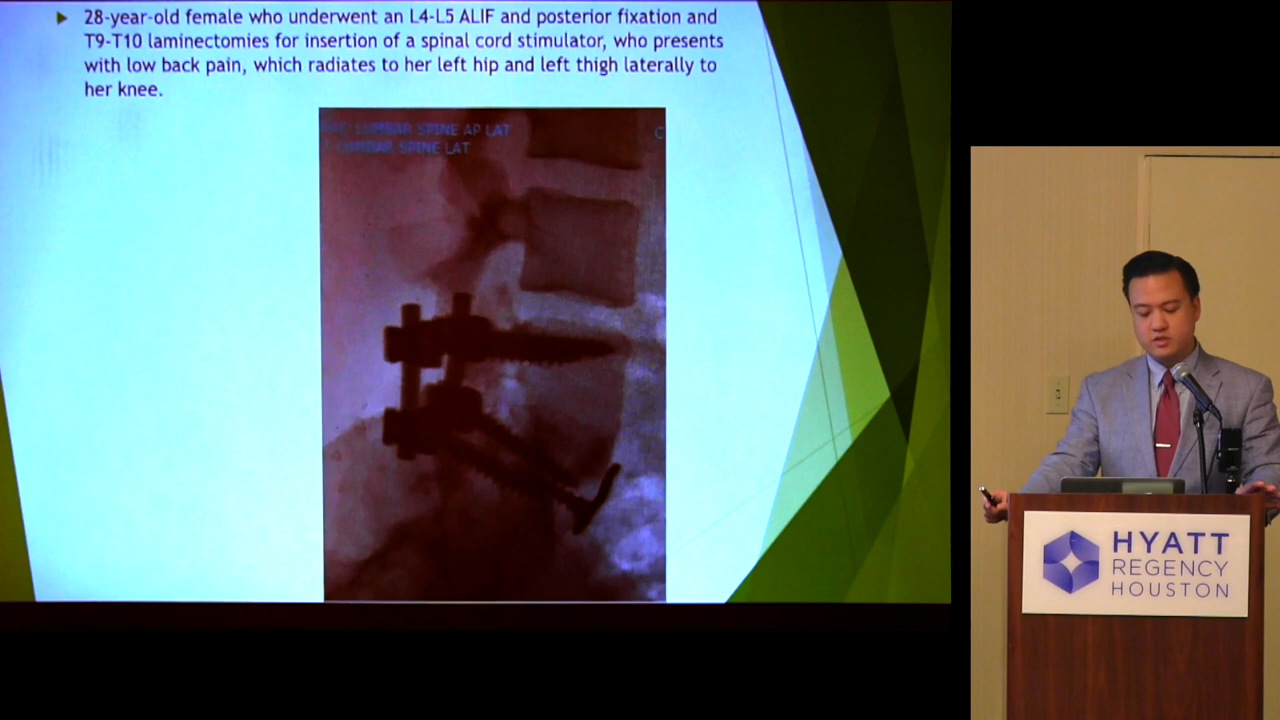 28-year-old female who underwent an L4-L5 ALIF and posterior fixation and
T9-T10 laminectomies for insertion of a spinal cord stimulator, who presents
with low back pain, which radiates to her left hip and left thigh laterally to
her knee.
LUMBAR SPINE AP LAT
C
LUMBAR SPINE LAT
HYATT
REGENCY
HOUSTON